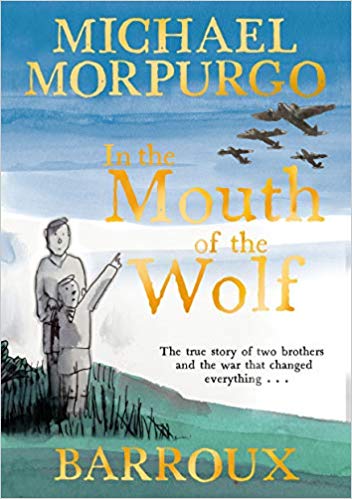 MICHAEL
MORPURGO
In the
Mouth
of the
Wolf
The true story of two brothers
and the war that changed
everything . . .
BARROUX